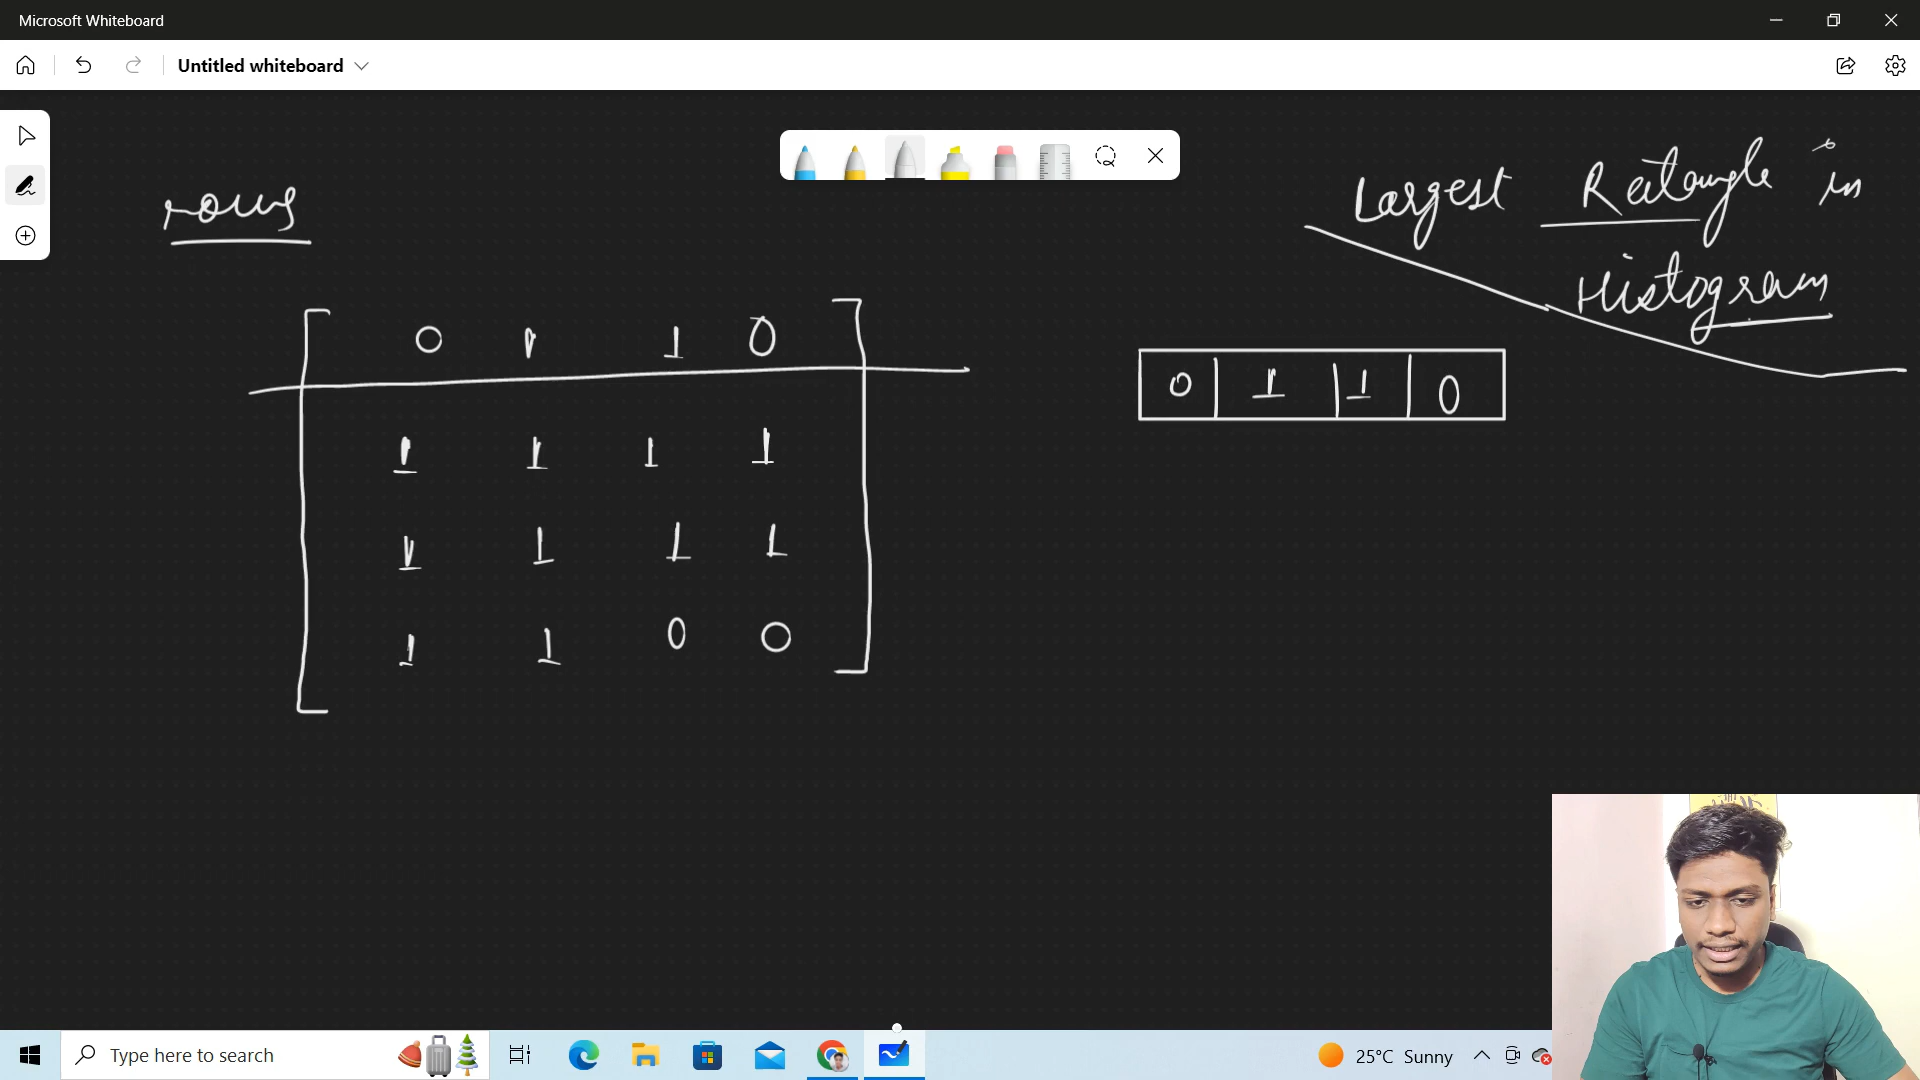 Microsoft Whiteboard
Untitled whiteboard
rows
Largest Rectangle in
Histogram
0 1 1 0
1 1 1 1
1 1 1 1
1 1 0 0
0 1 1 0
Type here to search
25°C Sunny